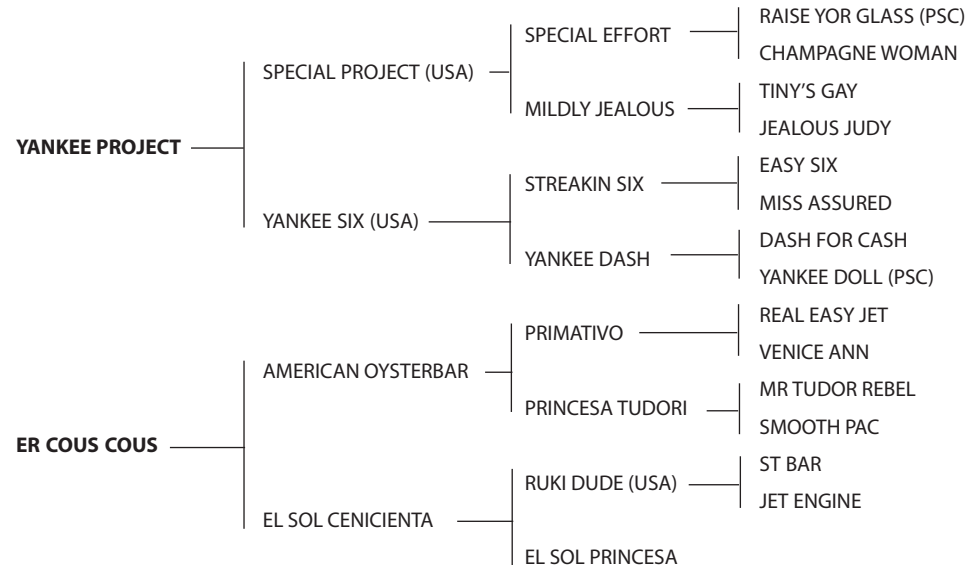 RAISE YOR GLASS (PSC)
SPECIAL EFFORT
CHAMPAGNE WOMAN
SPECIAL PROJECT (USA)
TINY’S GAY
MILDLY JEALOUS
JEALOUS JUDY
YANKEE PROJECT
EASY SIX
STREAKIN SIX
MISS ASSURED
YANKEE SIX (USA)
DASH FOR CASH
YANKEE DASH
YANKEE DOLL (PSC)
REAL EASY JET
PRIMATIVO
VENICE ANN
AMERICAN OYSTERBAR
MR TUDOR REBEL
PRINCESA TUDORI
SMOOTH PAC
ER COUS COUS
ST BAR
RUKI DUDE (USA)
JET ENGINE
EL SOL CENICIENTA
EL SOL PRINCESA